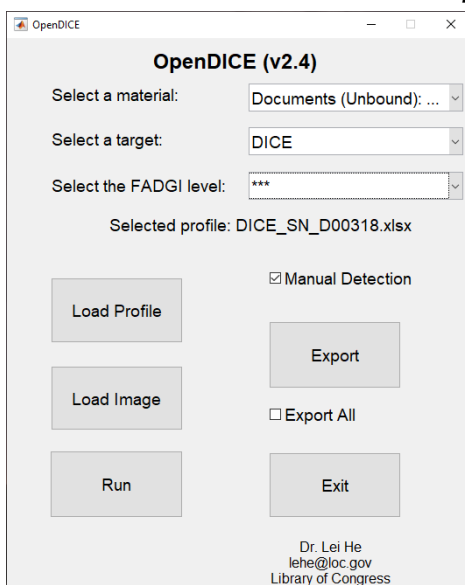 OpenDICE
OpenDICE (v2.4)
Select a material:
Documents (Unbound): ...
Select a target:
DICE
Select the FADGI level:
***
Selected profile: DICE_SN_D00318.xlsx
Manual Detection
Load Profile
Export
Load Image
Export All
Run
Exit
Dr. Lei He
lehe@loc.gov
Library of Congress